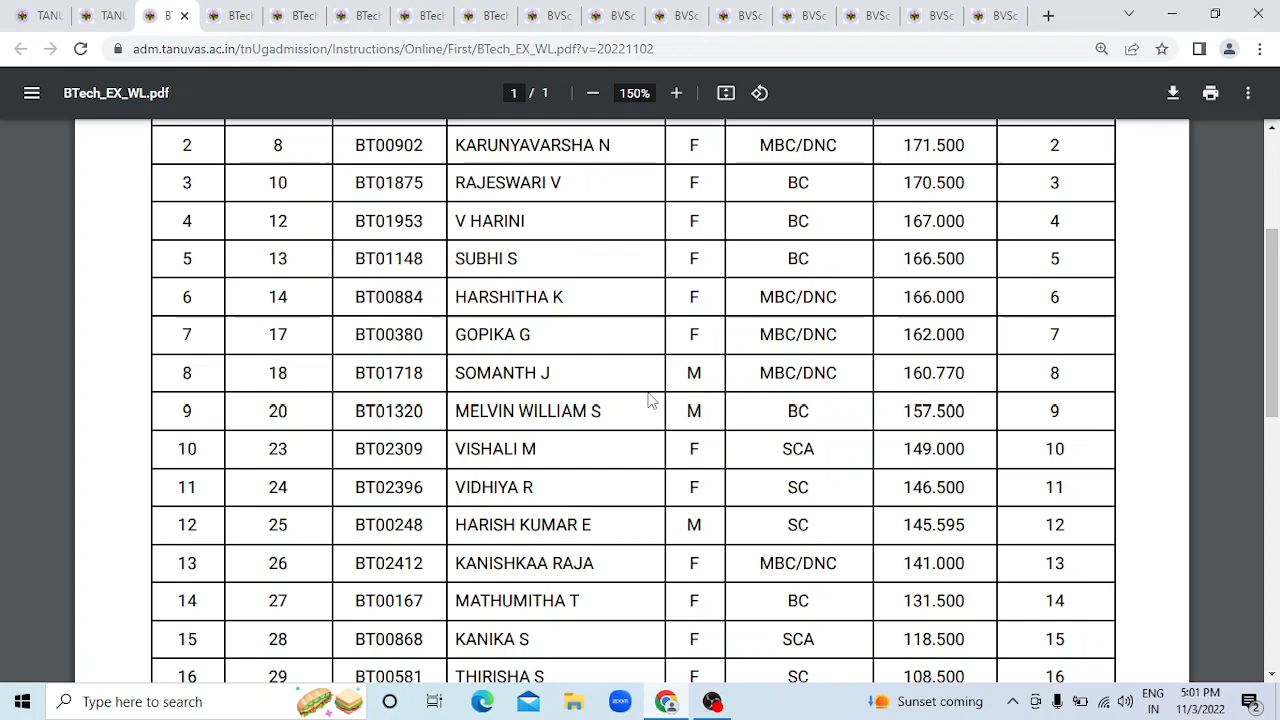 TANU
TANU
BT
BTech
BTech
BTech
BTech
BTech
BVSc
BVSc
BVSc
BVSc
BVSc
BVSc
BVSc
BVSc
adm.tanuvas.ac.in/tnUgadmission/Instructions/Online/First/BTech_EX_WL.pdf?v=20221102
BTech_EX_WL.pdf
1 / 1
150%
2 8 BT00902 KARUNYAVARSHA N F MBC/DNC 171.500 2
3 10 BT01875 RAJESWARI V F BC 170.500 3
4 12 BT01953 V HARINI F BC 167.000 4
5 13 BT01148 SUBHI S F BC 166.500 5
6 14 BT00884 HARSHITHA K F MBC/DNC 166.000 6
7 17 BT00380 GOPIKA G F MBC/DNC 162.000 7
8 18 BT01718 SOMANTH J M MBC/DNC 160.770 8
9 20 BT01320 MELVIN WILLIAM S M BC 157.500 9
10 23 BT02309 VISHALI M F SCA 149.000 10
11 24 BT02396 VIDHIYA R F SC 146.500 11
12 25 BT00248 HARISH KUMAR E M SC 145.595 12
13 26 BT02412 KANISHKAA RAJA F MBC/DNC 141.000 13
14 27 BT00167 MATHUMITHA T F BC 131.500 14
15 28 BT00868 KANIKA S F SCA 118.500 15
16 29 BT00581 THIRISHA S F SC 108.500 16
Type here to search
zoom
Sunset coming
ENG
IN
5:01 PM
11/3/2022
2